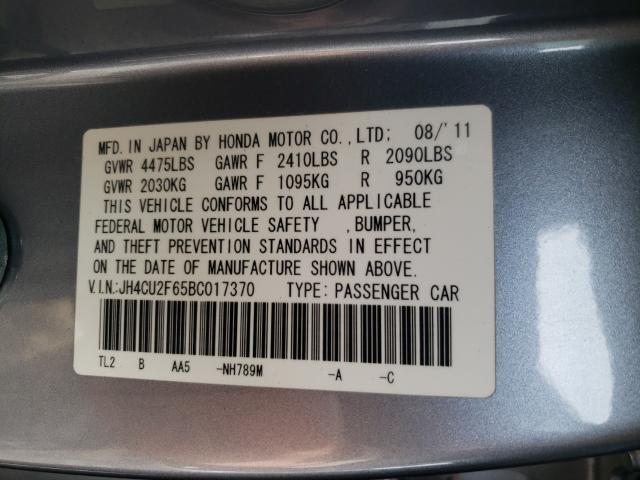 MFD. IN JAPAN BY HONDA MOTOR CO.,LTD: 08/'11
GVWR 4475LBS GAWR F 2410LBS R 2090LBS
GVWR 2030KG GAWR F 1095KG R 950KG
THIS VEHICLE CONFORMS TO ALL APPLICABLE
FEDERAL MOTOR VEHICLE SAFETY ,BUMPER,
AND THEFT PREVENTION STANDARDS IN EFFECT
ON THE DATE OF MANUFACTURE SHOWN ABOVE.
V.I.N:JH4CU2F65BC017370 TYPE: PASSENGER CAR
TL2 B AA5 -NH789M -A -C